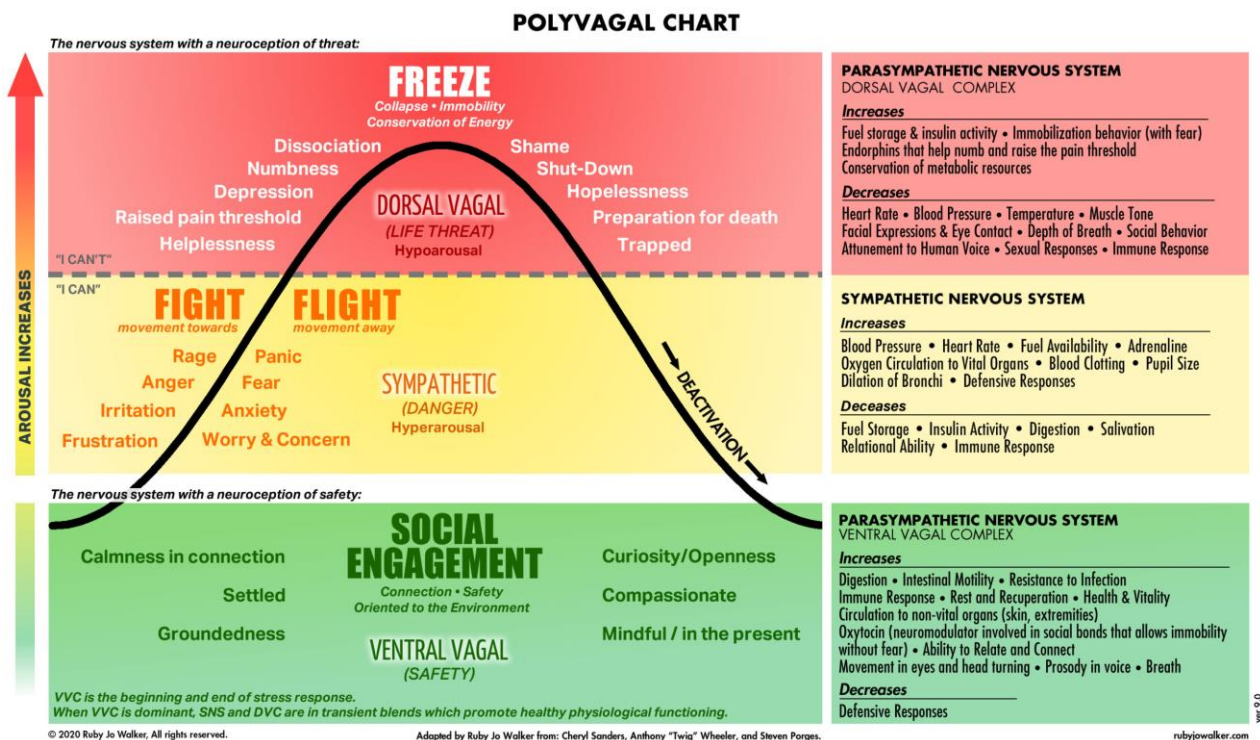 POLYVAGAL CHART
The nervous system with a neuroception of threat:
FREEZE
Collapse • Immobility
Conservation of Energy
Dissociation
Numbness
Depression
Raised pain threshold
Helplessness
Shame
Shut-Down
Hopelessness
Preparation for death
Trapped
DORSAL VAGAL
(LIFE THREAT)
Hypoarousal
"I CAN'T"
"I CAN"
AROUSAL INCREASES
FIGHT
movement towards
FLIGHT
movement away
Rage
Anger
Irritation
Frustration
Panic
Fear
Anxiety
Worry & Concern
SYMPATHETIC
(DANGER)
Hyperarousal
DEACTIVATION
The nervous system with a neuroception of safety:
SOCIAL
ENGAGEMENT
Connection • Safety
Oriented to the Environment
Calmness in connection
Settled
Groundedness
Curiosity/Openness
Compassionate
Mindful / in the present
VENTRAL VAGAL
(SAFETY)
VVC is the beginning and end of stress response.
When VVC is dominant, SNS and DVC are in transient blends which promote healthy physiological functioning.
PARASYMPATHETIC NERVOUS SYSTEM
DORSAL VAGAL COMPLEX
Increases
Fuel storage & insulin activity • Immobilization behavior (with fear)
Endorphins that help numb and raise the pain threshold
Conservation of metabolic resources
Decreases
Heart Rate • Blood Pressure • Temperature • Muscle Tone
Facial Expressions & Eye Contact • Depth of Breath • Social Behavior
Attunement to Human Voice • Sexual Responses • Immune Response
SYMPATHETIC NERVOUS SYSTEM
Increases
Blood Pressure • Heart Rate • Fuel Availability • Adrenaline
Oxygen Circulation to Vital Organs • Blood Clotting • Pupil Size
Dilation of Bronchi • Defensive Responses
Deceases
Fuel Storage • Insulin Activity • Digestion • Salivation
Relational Ability • Immune Response
PARASYMPATHETIC NERVOUS SYSTEM
VENTRAL VAGAL COMPLEX
Increases
Digestion • Intestinal Motility • Resistance to Infection
Immune Response • Rest and Recuperation • Health & Vitality
Circulation to non-vital organs (skin, extremities)
Oxytocin (neuromodulator involved in social bonds that allows immobility
without fear) • Ability to Relate and Connect
Movement in eyes and head turning • Prosody in voice • Breath
Decreases
Defensive Responses
© 2020 Ruby Jo Walker, All rights reserved.
Adapted by Ruby Jo Walker from: Cheryl Sanders, Anthony "Twig" Wheeler, and Steven Porges.
rubyjowalker.com